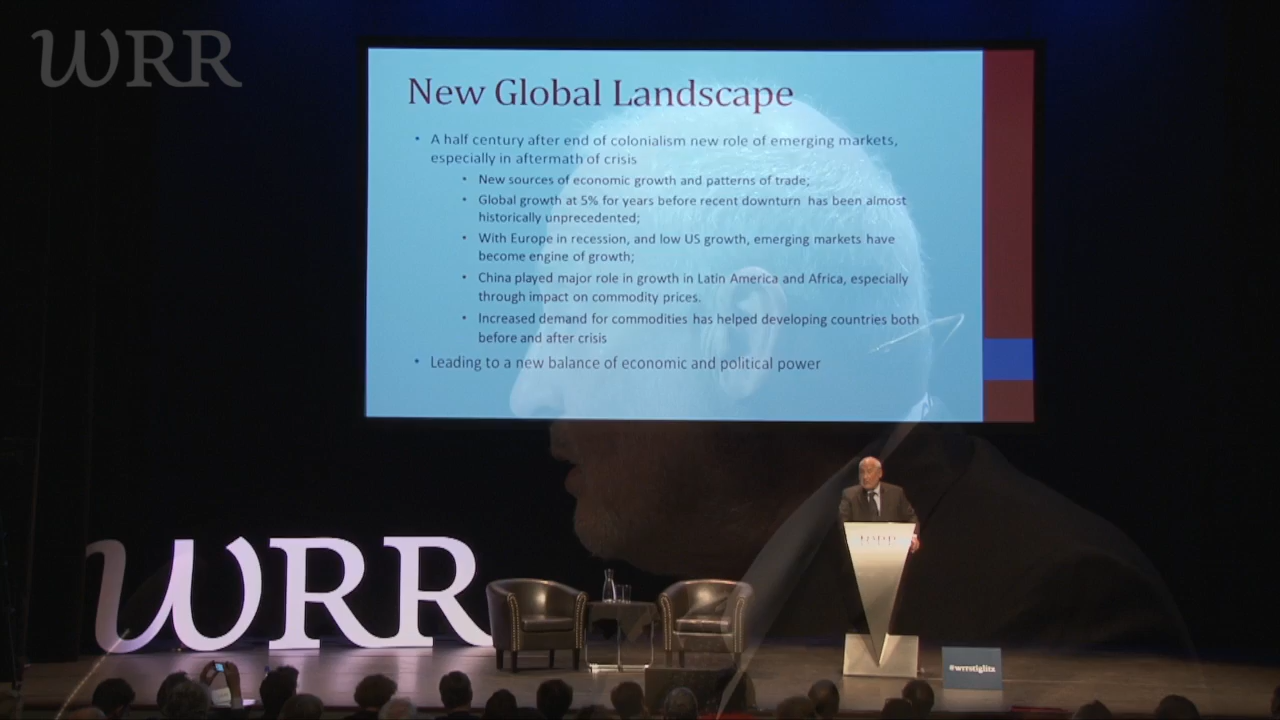 WRR
New Global Landscape
• A half century after end of colonialism new role of emerging markets,
especially in aftermath of crisis
• New sources of economic growth and patterns of trade;
• Global growth at 5% for years before recent downturn has been almost
historically unprecedented;
• With Europe in recession, and low US growth, emerging markets have
become engine of growth;
• China played major role in growth in Latin America and Africa, especially
through impact on commodity prices.
• Increased demand for commodities has helped developing countries both
before and after crisis
• Leading to a new balance of economic and political power
WRR
#wrrstiglitz